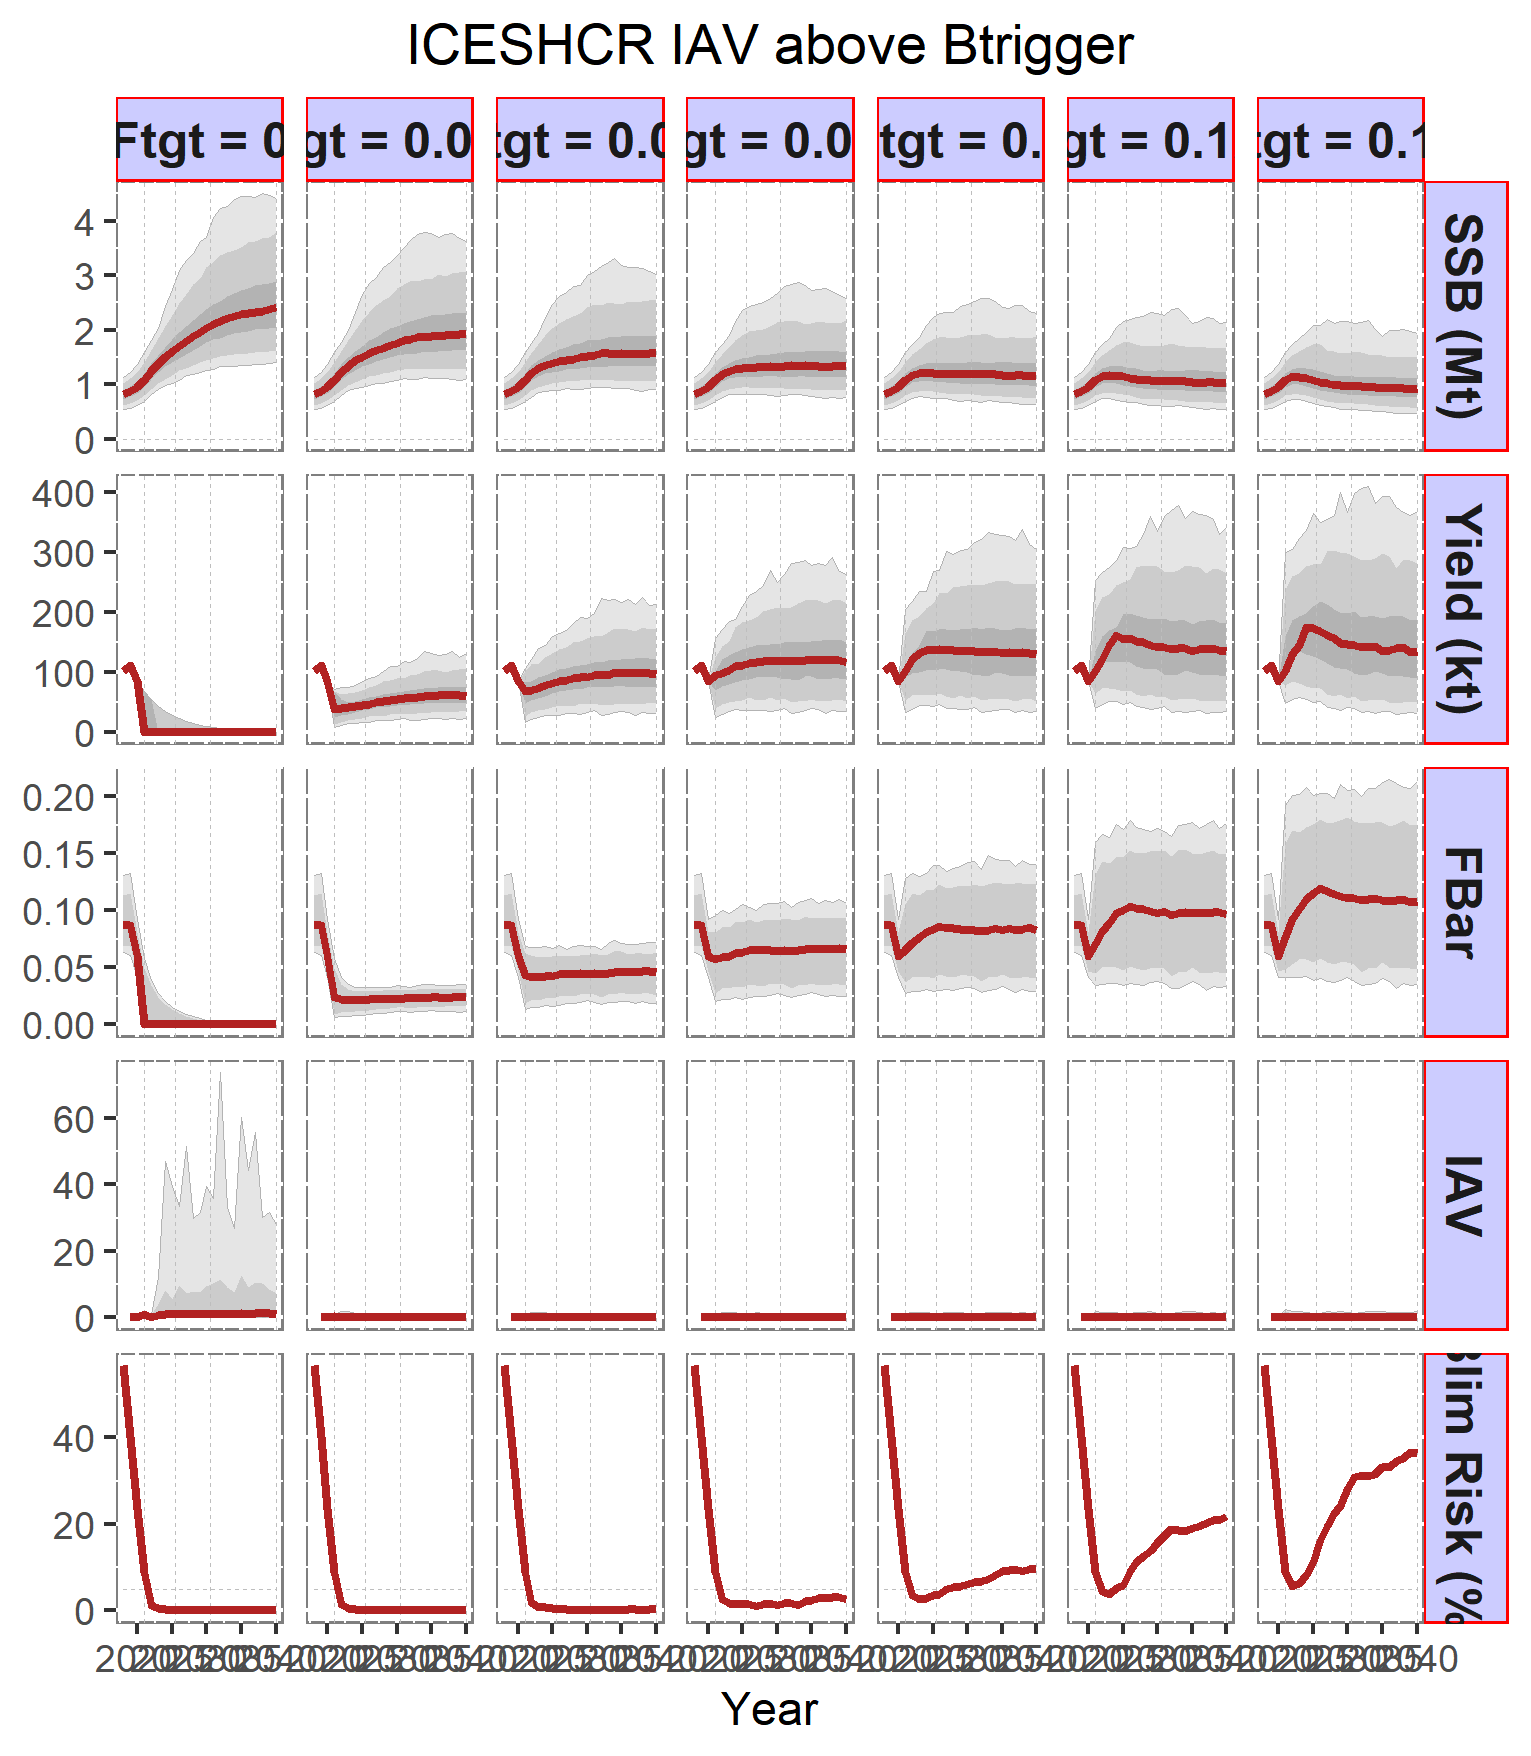 ICESHCR IAV above Btrigger
Ftgt = 0
gt = 0.0
tgt = 0.0
gt = 0.0
tgt = 0.
gt = 0.1
tgt = 0.1
SSB (Mt)
4
3
2
1
0
Yield (kt)
400
300
200
100
0
FBar
0.20
0.15
0.10
0.05
0.00
IAV
60
40
20
0
Blim Risk (%
40
20
0
Year